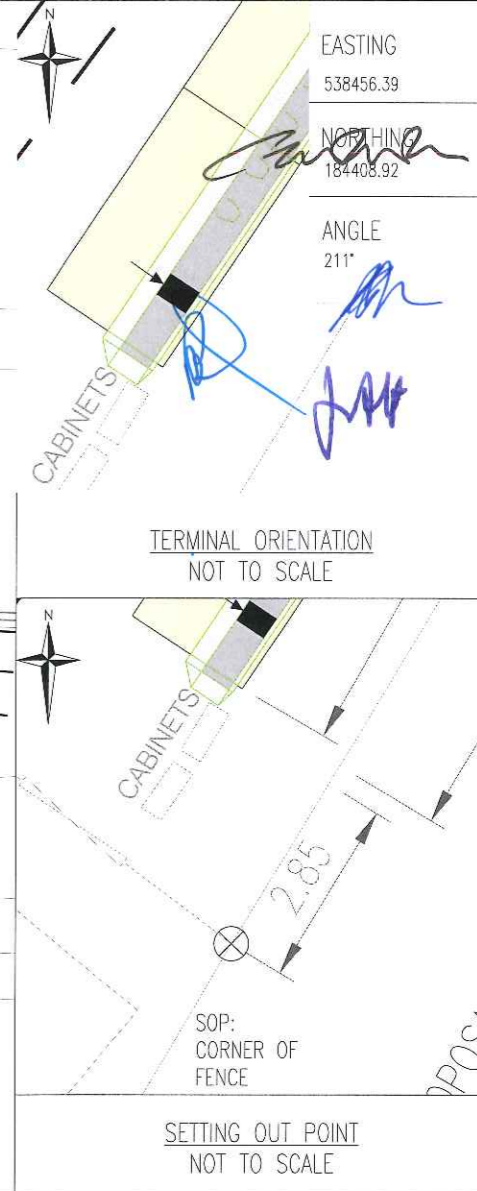 N
EASTING
538456.39
NORTHING
184408.92
ANGLE
211°
CABINETS
TERMINAL ORIENTATION
NOT TO SCALE
N
CABINETS
2.85
SOP:
CORNER OF
FENCE
SETTING OUT POINT
NOT TO SCALE